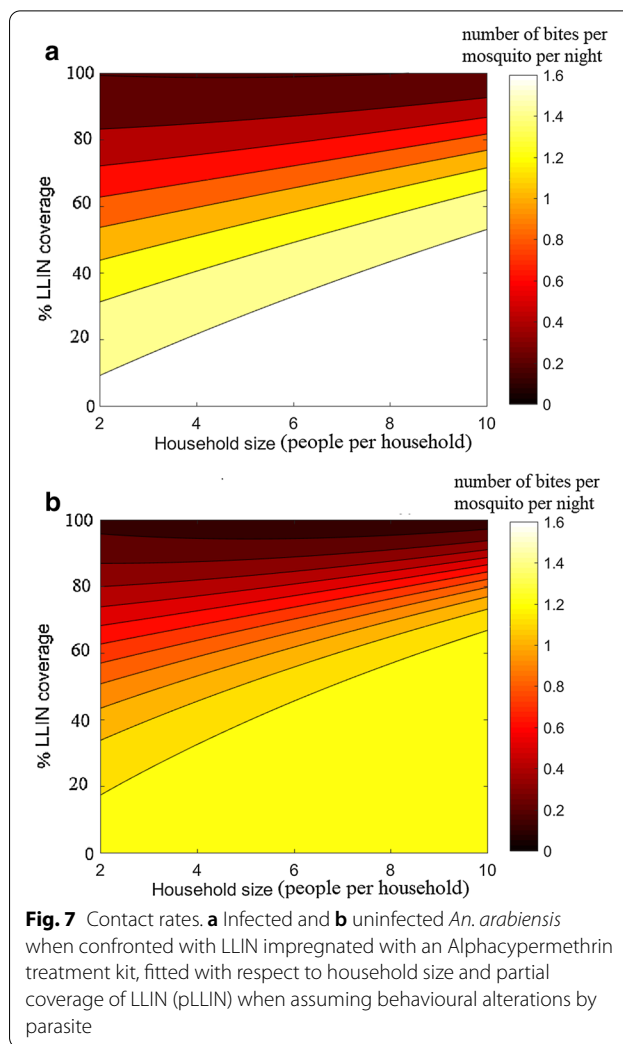 a
number of bites per
mosquito per night
100
80
60
40
20
0
% LLIN coverage
2 4 6 8 10
Household size (people per household)
1.6
1.4
1.2
1
0.8
0.6
0.4
0.2
0
b
number of bites per
mosquito per night
100
80
60
40
20
0
% LLIN coverage
2 4 6 8 10
Household size (people per household)
1.6
1.4
1.2
1
0.8
0.6
0.4
0.2
0
Fig. 7 Contact rates. a Infected and b uninfected An. arabiensis
when confronted with LLIN impregnated with an Alphacypermethrin
treatment kit, fitted with respect to household size and partial
coverage of LLIN (pLLIN) when assuming behavioural alterations by
parasite